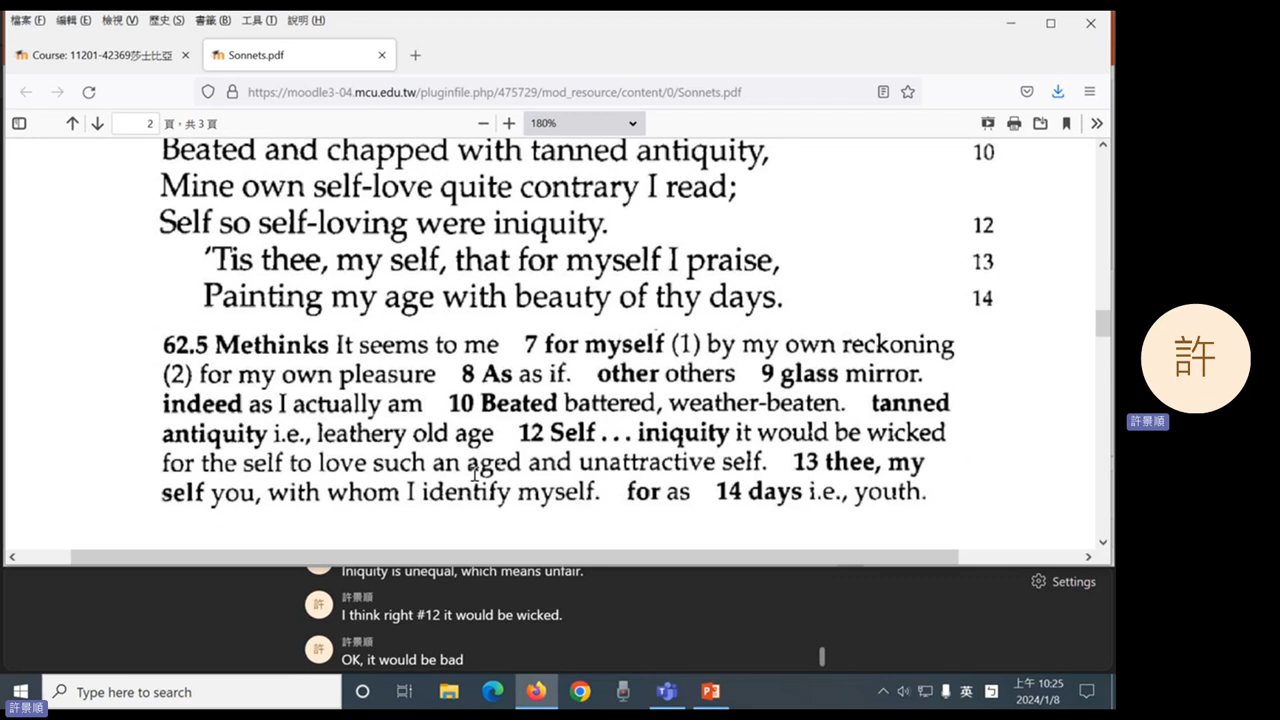 檔案(F) 編輯(E) 檢視(V) 歷史(S) 書籤(B) 工具(T) 說明(H)
Course: 11201-42369莎士比亞
Sonnets.pdf
https://moodle3-04.mcu.edu.tw/pluginfile.php/475729/mod_resource/content/0/Sonnets.pdf
2 頁，共 3 頁
180%
Beated and chapped with tanned antiquity, 10
Mine own self-love quite contrary I read;
Self so self-loving were iniquity. 12
'Tis thee, my self, that for myself I praise, 13
Painting my age with beauty of thy days. 14
62.5 Methinks It seems to me 7 for myself (1) by my own reckoning
(2) for my own pleasure 8 As as if. other others 9 glass mirror.
indeed as I actually am 10 Beated battered, weather-beaten. tanned
antiquity i.e., leathery old age 12 Self . . . iniquity it would be wicked
for the self to love such an aged and unattractive self. 13 thee, my
self you, with whom I identify myself. for as 14 days i.e., youth.
許
許景順
Iniquity is unequal, which means unfair.
Settings
許 許景順
I think right #12 it would be wicked.
許 許景順
OK, it would be bad
Type here to search
英
上午 10:25
2024/1/8
許景順